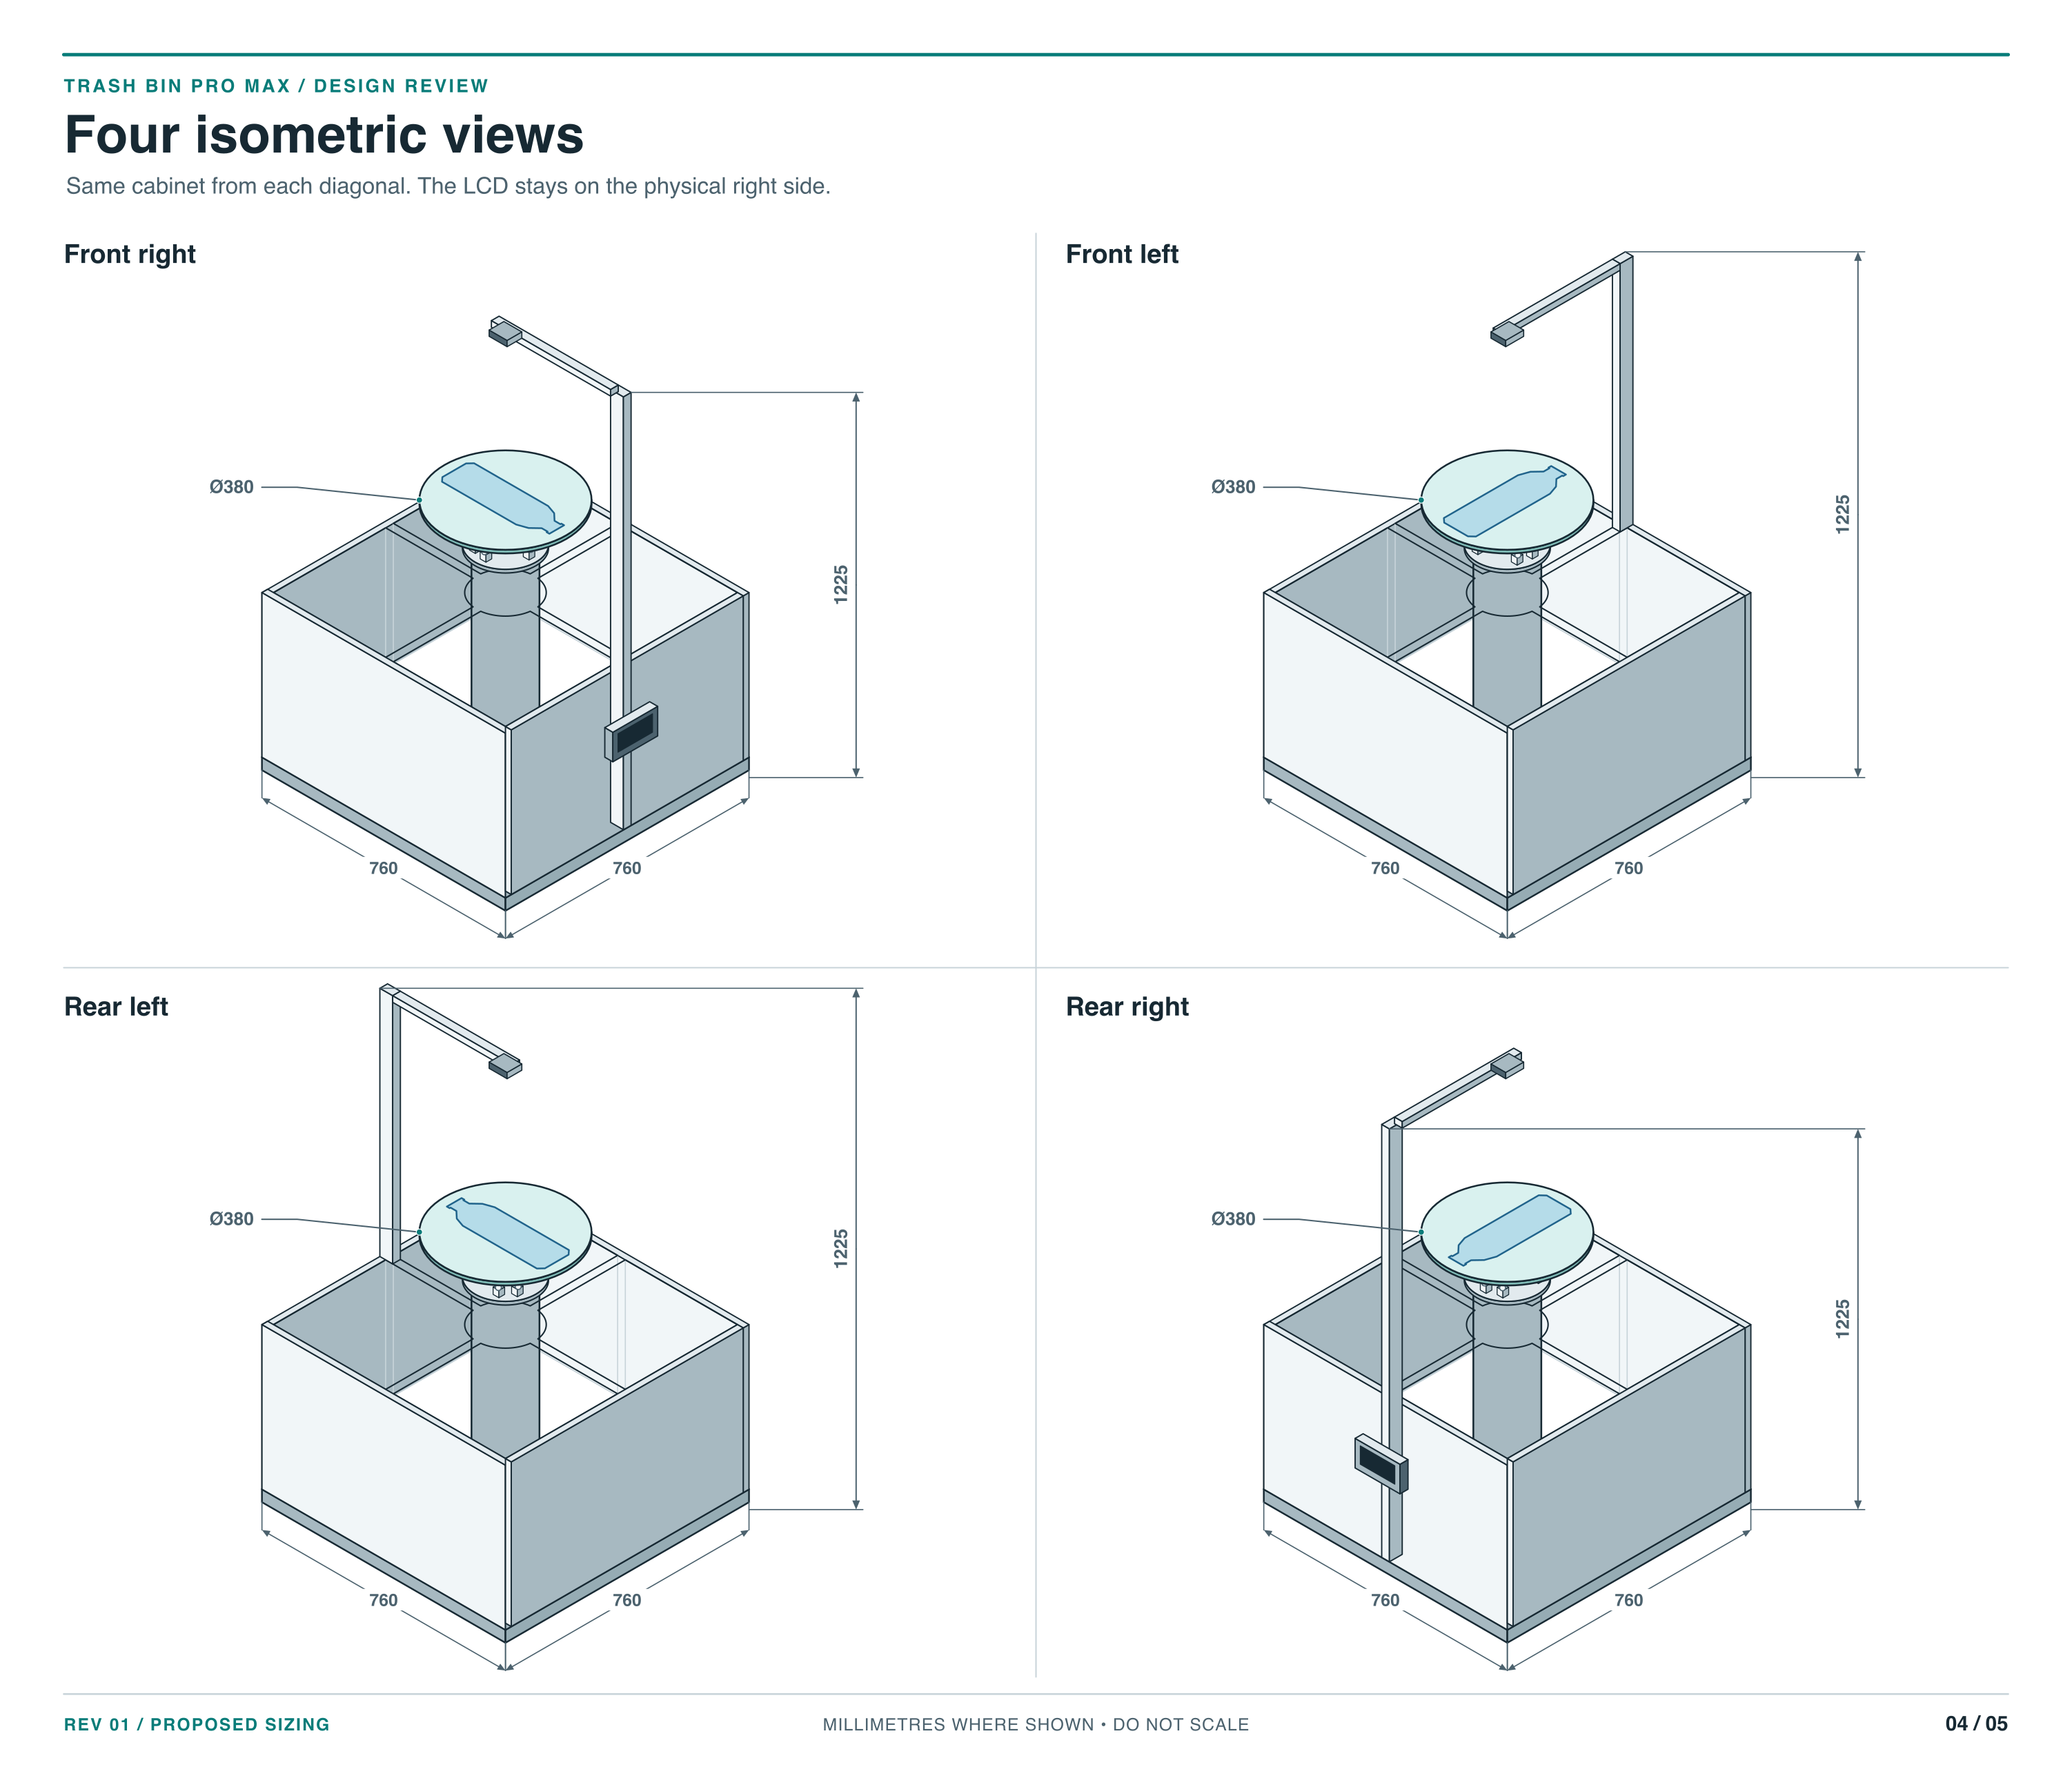 TRASH BIN PRO MAX / DESIGN REVIEW
Four isometric views
Same cabinet from each diagonal. The LCD stays on the physical right side.
Front right
Ø380
1225
760
760
Front left
Ø380
1225
760
760
Rear left
Ø380
1225
760
760
Rear right
Ø380
1225
760
760
REV 01 / PROPOSED SIZING
MILLIMETRES WHERE SHOWN • DO NOT SCALE
04 / 05